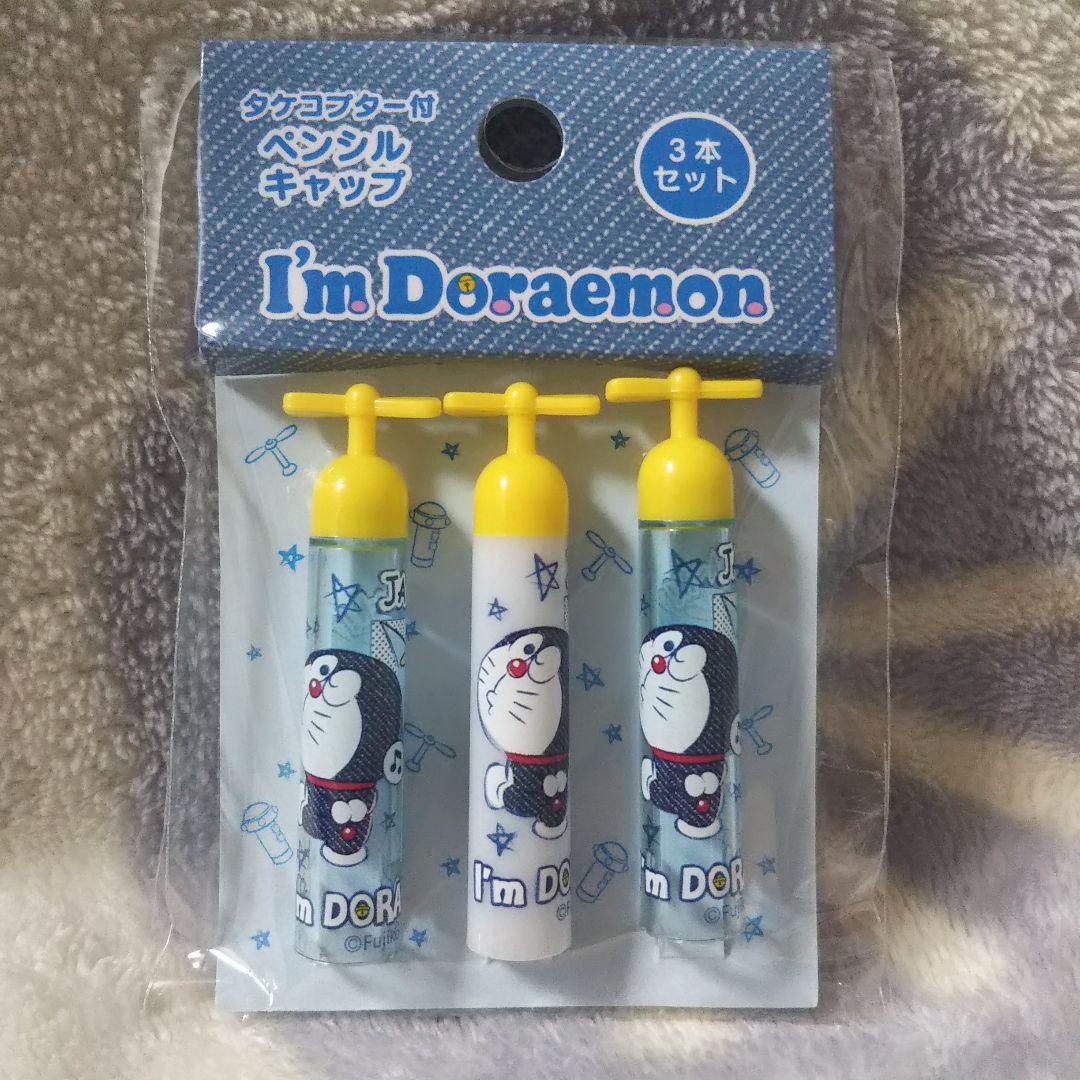 タケコプター付
ペンシル
キャップ
3本
セット
I'm Doraemon
I'm DO
©F
m DORA
©Fujiko
'm DOR
©Fuj